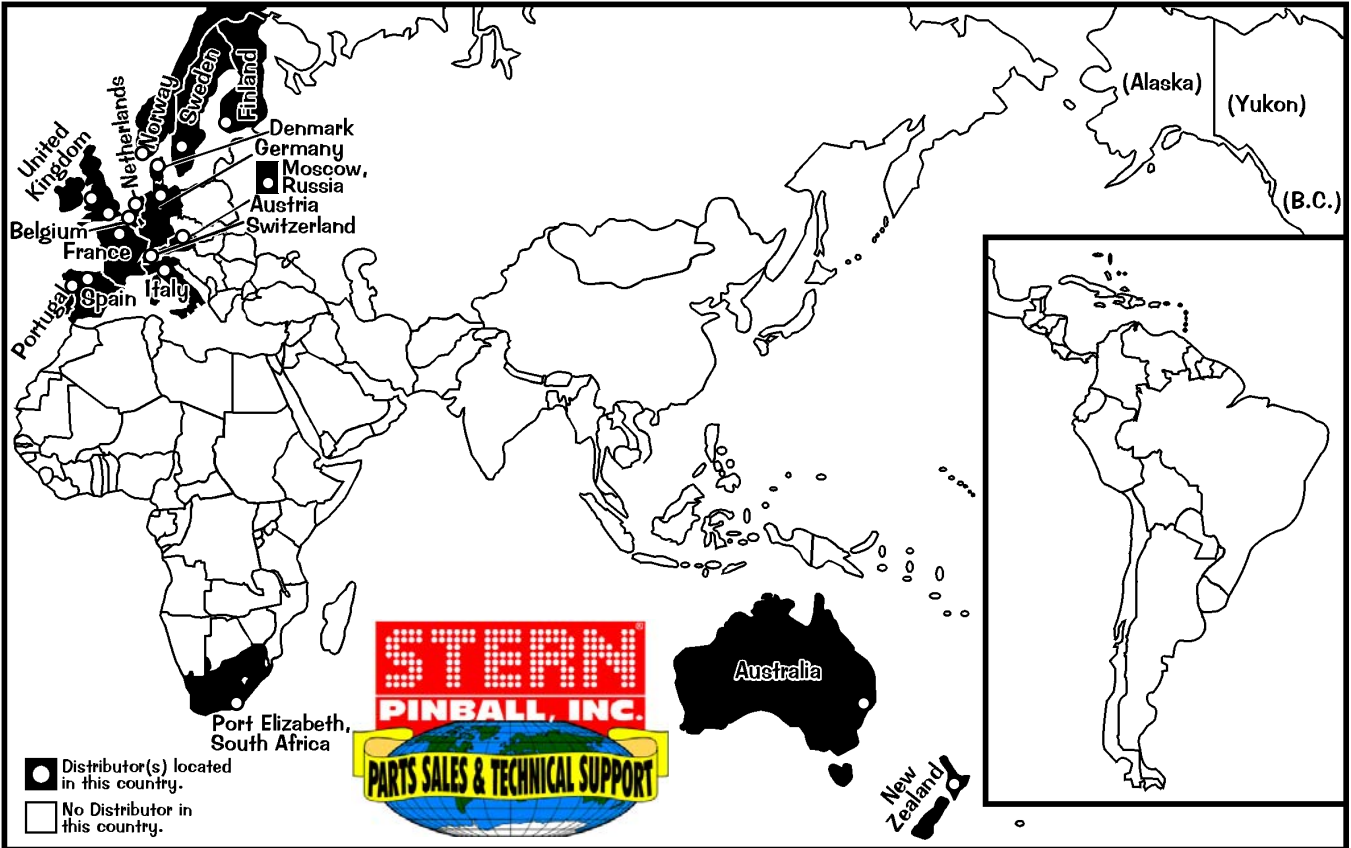 (Alaska)
(Yukon)
(B.C.)
Finland
Sweden
Norway
Netherlands
United
Kingdom
Denmark
Germany
Moscow,
Russia
Austria
Switzerland
Belgium
France
Italy
Spain
Portugal
STERN®
PINBALL, INC.
PARTS SALES & TECHNICAL SUPPORT
Australia
New
Zealand
Port Elizabeth,
South Africa
Distributor(s) located
in this country.
No Distributor in
this country.